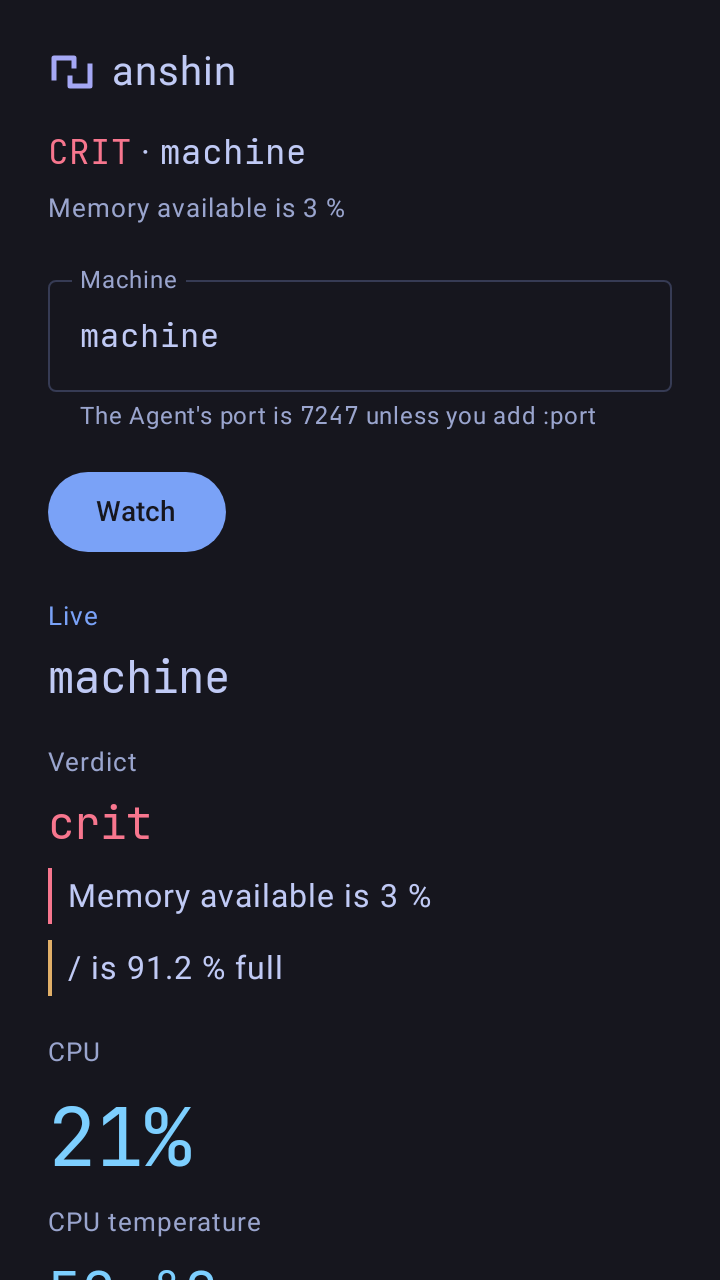 anshin
CRIT · machine
Memory available is 3 %
Machine
machine
The Agent's port is 7247 unless you add :port
Watch
Live
machine
Verdict
crit
Memory available is 3 %
/ is 91.2 % full
CPU
21%
CPU temperature